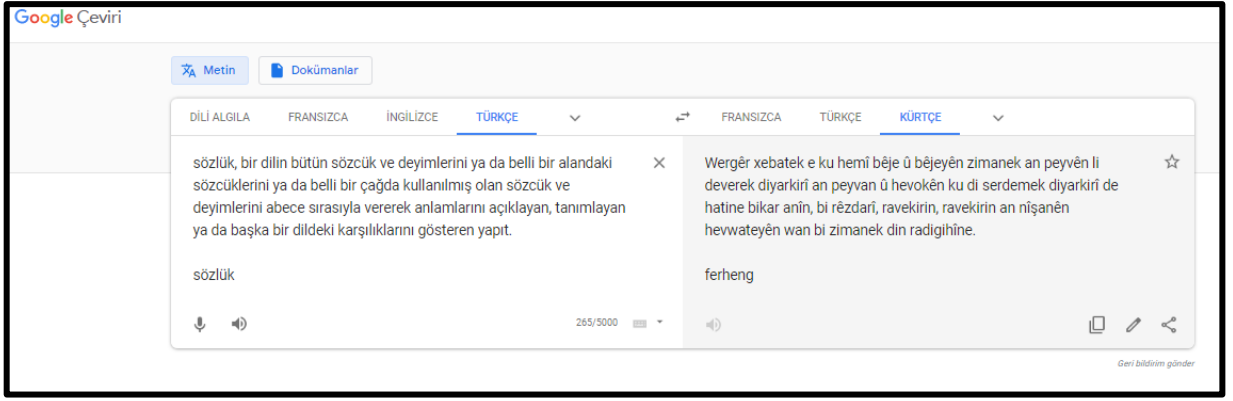 Google Çeviri
Metin
Dokümanlar
DİLİ ALGILA FRANSIZCA İNGİLİZCE TÜRKÇE
FRANSIZCA TÜRKÇE KÜRTÇE
sözlük, bir dilin bütün sözcük ve deyimlerini ya da belli bir alandaki
sözcüklerini ya da belli bir çağda kullanılmış olan sözcük ve
deyimlerini abece sırasıyla vererek anlamlarını açıklayan, tanımlayan
ya da başka bir dildeki karşılıklarını gösteren yapıt.
sözlük
265/5000
Wergêr xebatek e ku hemî bêje û bêjeyên zimanek an peyvên li
deverek diyarkirî an peyvan û hevokên ku di serdemek diyarkirî de
hatine bikar anîn, bi rêzdarî, ravekirin, ravekirin an nîşanên
hevwateyên wan bi zimanek din radigihîne.
ferheng
Geri bildirim gönder